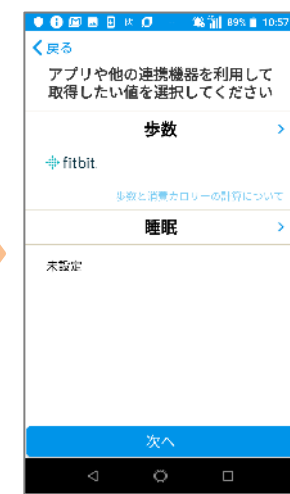 89% 10:57
戻る
アプリや他の連携機器を利用して
取得したい値を選択してください
歩数
fitbit
歩数と消費カロリーの計算について
睡眠
未設定
次へ